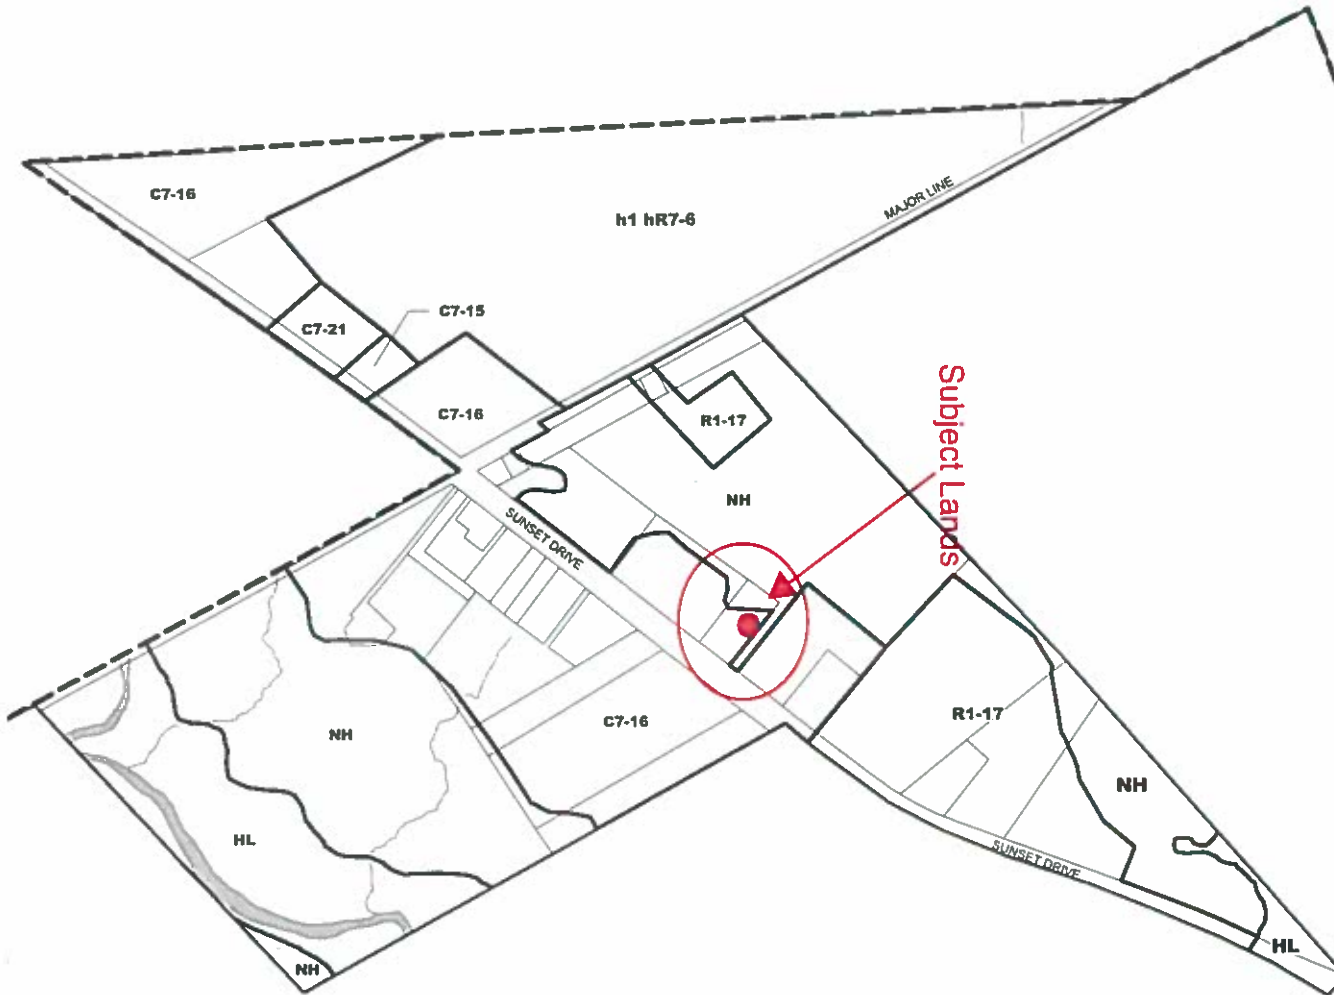 C7-16
h1 hR7-6
MAJOR LINE
C7-21
C7-15
C7-16
R1-17
Subject Lands
NH
SUNSET DRIVE
C7-16
R1-17
NH
NH
HL
SUNSET DRIVE
HL
NH